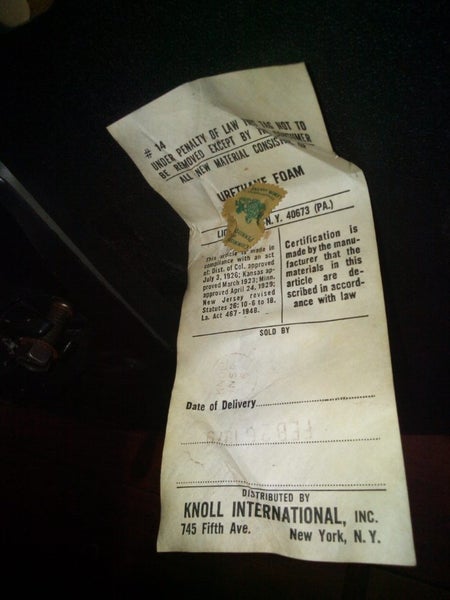 # 14
UNDER PENALTY OF LAW THIS TAG NOT TO
BE REMOVED EXCEPT BY THE CONSUMER
ALL NEW MATERIAL CONSISTING
URETHANE FOAM
N.Y. 40673 (PA.)
This article is made in
compliance with an act
of: Dist. of Col. approved
July 3, 1926; Kansas ap-
proved March 1923; Minn.
approved April 24, 1929;
New Jersey revised
Statutes 26: 10-6 to 18.
La. Act 467-1948.
Certification is
made by the manu-
facturer that the
materials in this
article are de-
scribed in accord-
ance with law
SOLD BY
Date of Delivery
DISTRIBUTED BY
KNOLL INTERNATIONAL, INC.
745 Fifth Ave. New York, N. Y.